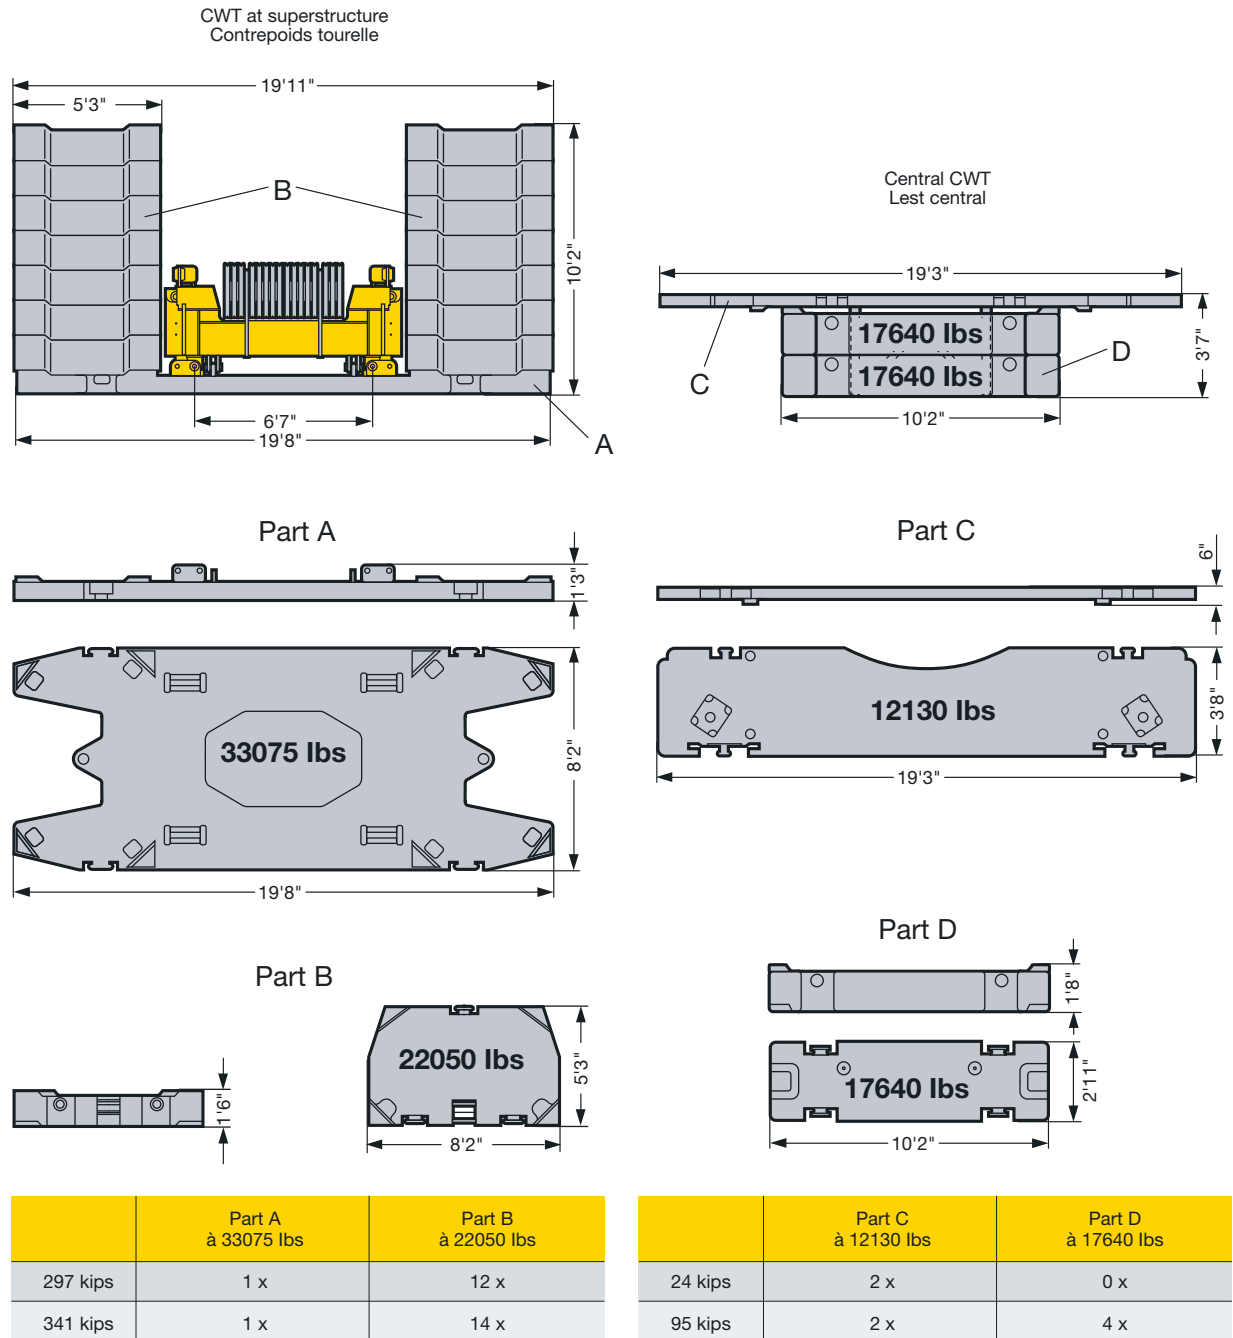 CWT at superstructure
Contrepoids tourelle
19'11"
5'3"
B
10'2"
6'7"
19'8"
A
Central CWT
Lest central
19'3"
17640 lbs
17640 lbs
D
C
3'7"
10'2"
Part A
1'3"
33075 lbs
8'2"
19'8"
Part C
6"
12130 lbs
3'8"
19'3"
Part B
1'6"
22050 lbs
5'3"
8'2"
Part D
1'8"
17640 lbs
2'11"
10'2"
Part A Part B
à 33075 lbs à 22050 lbs
297 kips 1 x 12 x
341 kips 1 x 14 x
Part C Part D
à 12130 lbs à 17640 lbs
24 kips 2 x 0 x
95 kips 2 x 4 x